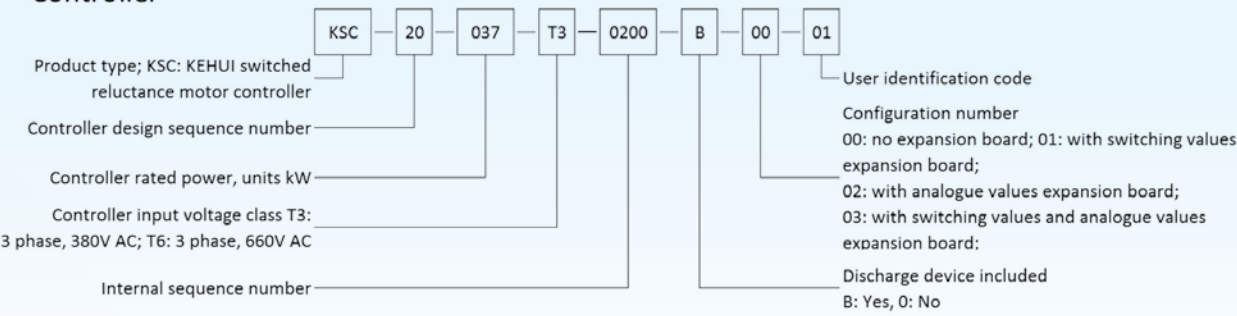 Controller
KSC — 20 — 037 — T3 — 0200 — B — 00 — 01
Product type; KSC: KEHUI switched
reluctance motor controller
Controller design sequence number
Controller rated power, units kW
Controller input voltage class T3:
3 phase, 380V AC; T6: 3 phase, 660V AC
Internal sequence number
User identification code
Configuration number
00: no expansion board; 01: with switching values
expansion board;
02: with analogue values expansion board;
03: with switching values and analogue values
expansion board;
Discharge device included
B: Yes, 0: No